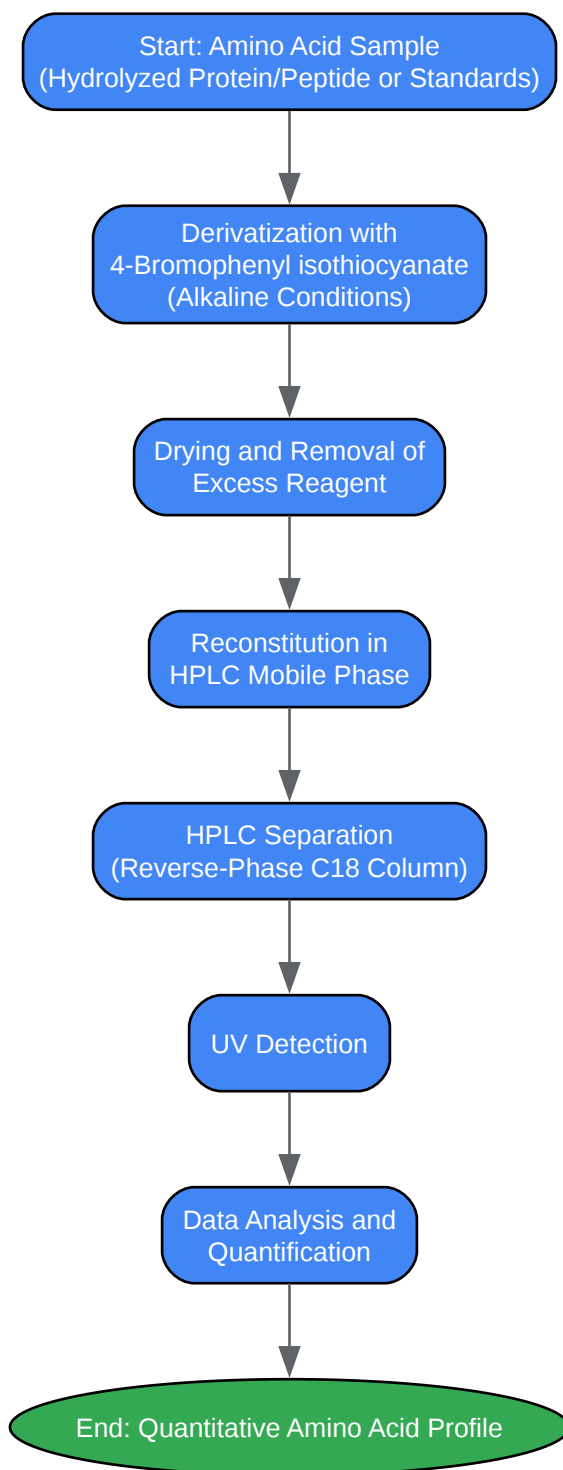 Start: Amino Acid Sample
(Hydrolyzed Protein/Peptide or Standards)
Derivatization with
4-Bromophenyl isothiocyanate
(Alkaline Conditions)
Drying and Removal of
Excess Reagent
Reconstitution in
HPLC Mobile Phase
HPLC Separation
(Reverse-Phase C18 Column)
UV Detection
Data Analysis and
Quantification
End: Quantitative Amino Acid Profile